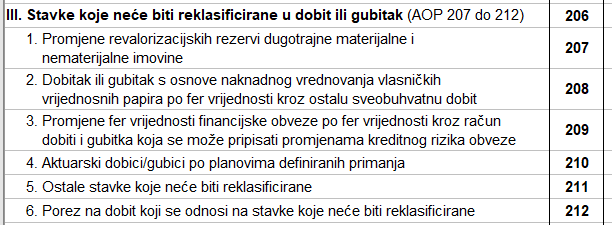 III. Stavke koje neće biti reklasificirane u dobit ili gubitak (AOP 207 do 212) 206
1. Promjene revalorizacijskih rezervi dugotrajne materijalne i
nematerijalne imovine 207
2. Dobitak ili gubitak s osnove naknadnog vrednovanja vlasničkih
vrijednosnih papira po fer vrijednosti kroz ostalu sveobuhvatnu dobit 208
3. Promjene fer vrijednosti financijske obveze po fer vrijednosti kroz račun
dobiti i gubitka koja se može pripisati promjenama kreditnog rizika obveze 209
4. Aktuarski dobici/gubici po planovima definiranih primanja 210
5. Ostale stavke koje neće biti reklasificirane 211
6. Porez na dobit koji se odnosi na stavke koje neće biti reklasificirane 212